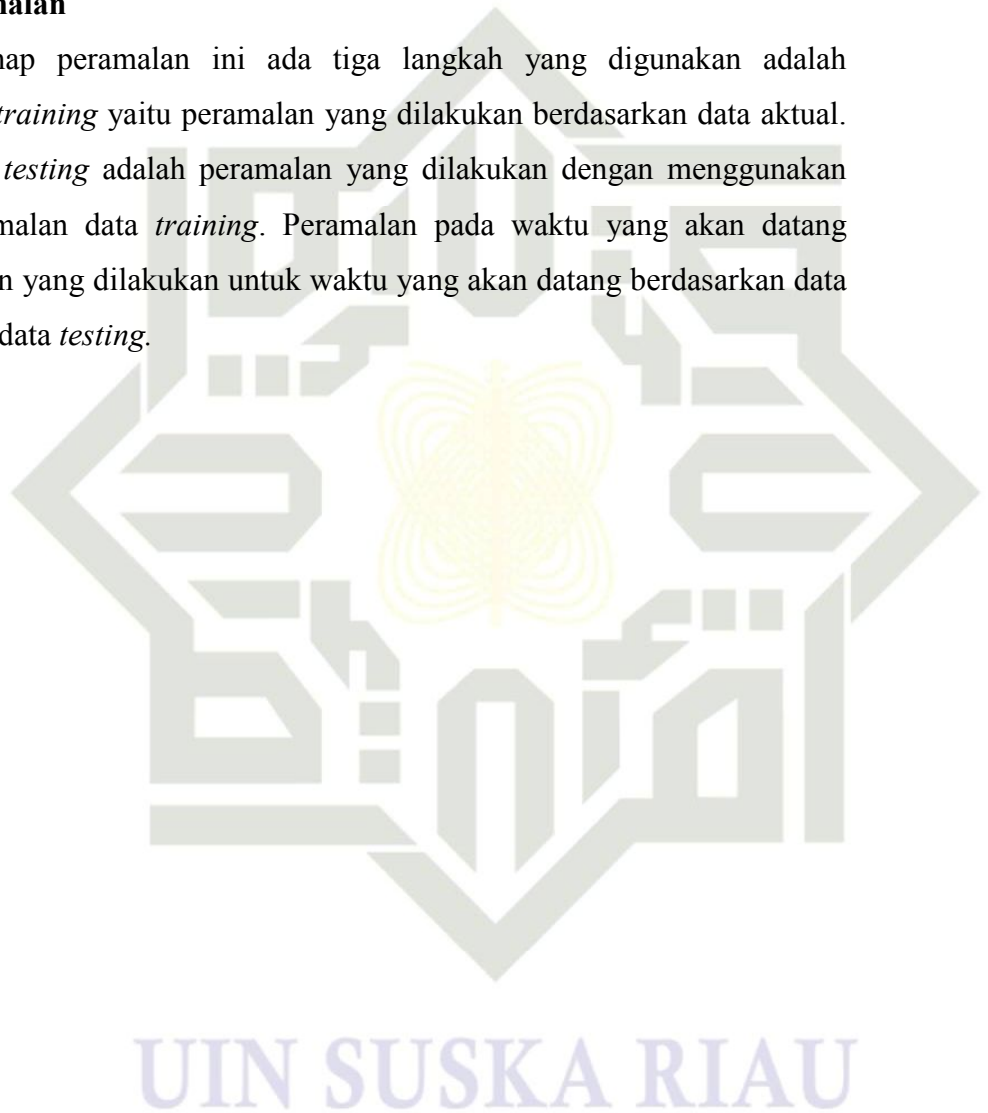 nalan
nap peramalan ini ada tiga langkah yang digunakan adalah
training yaitu peramalan yang dilakukan berdasarkan data aktual.
testing adalah peramalan yang dilakukan dengan menggunakan
malan data training. Peramalan pada waktu yang akan datang
n yang dilakukan untuk waktu yang akan datang berdasarkan data
data testing.
UIN SUSKA RIAU